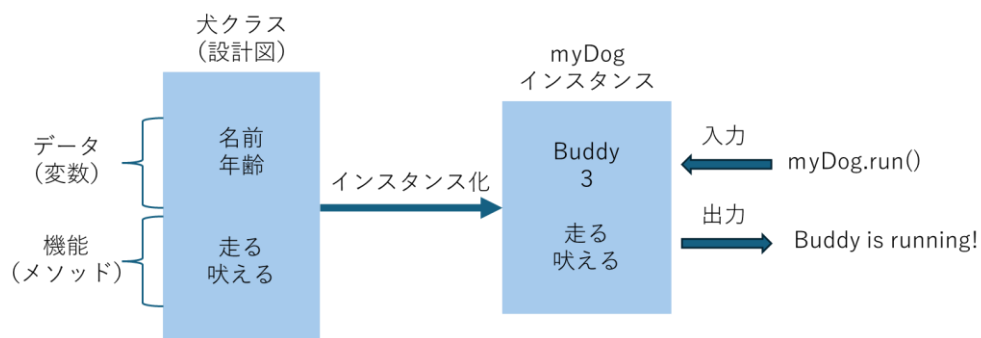 犬クラス
(設計図)
データ
(変数)
機能
(メソッド)
名前
年齢
走る
吠える
インスタンス化
myDog
インスタンス
Buddy
3
走る
吠える
入力
myDog.run()
出力
Buddy is running!